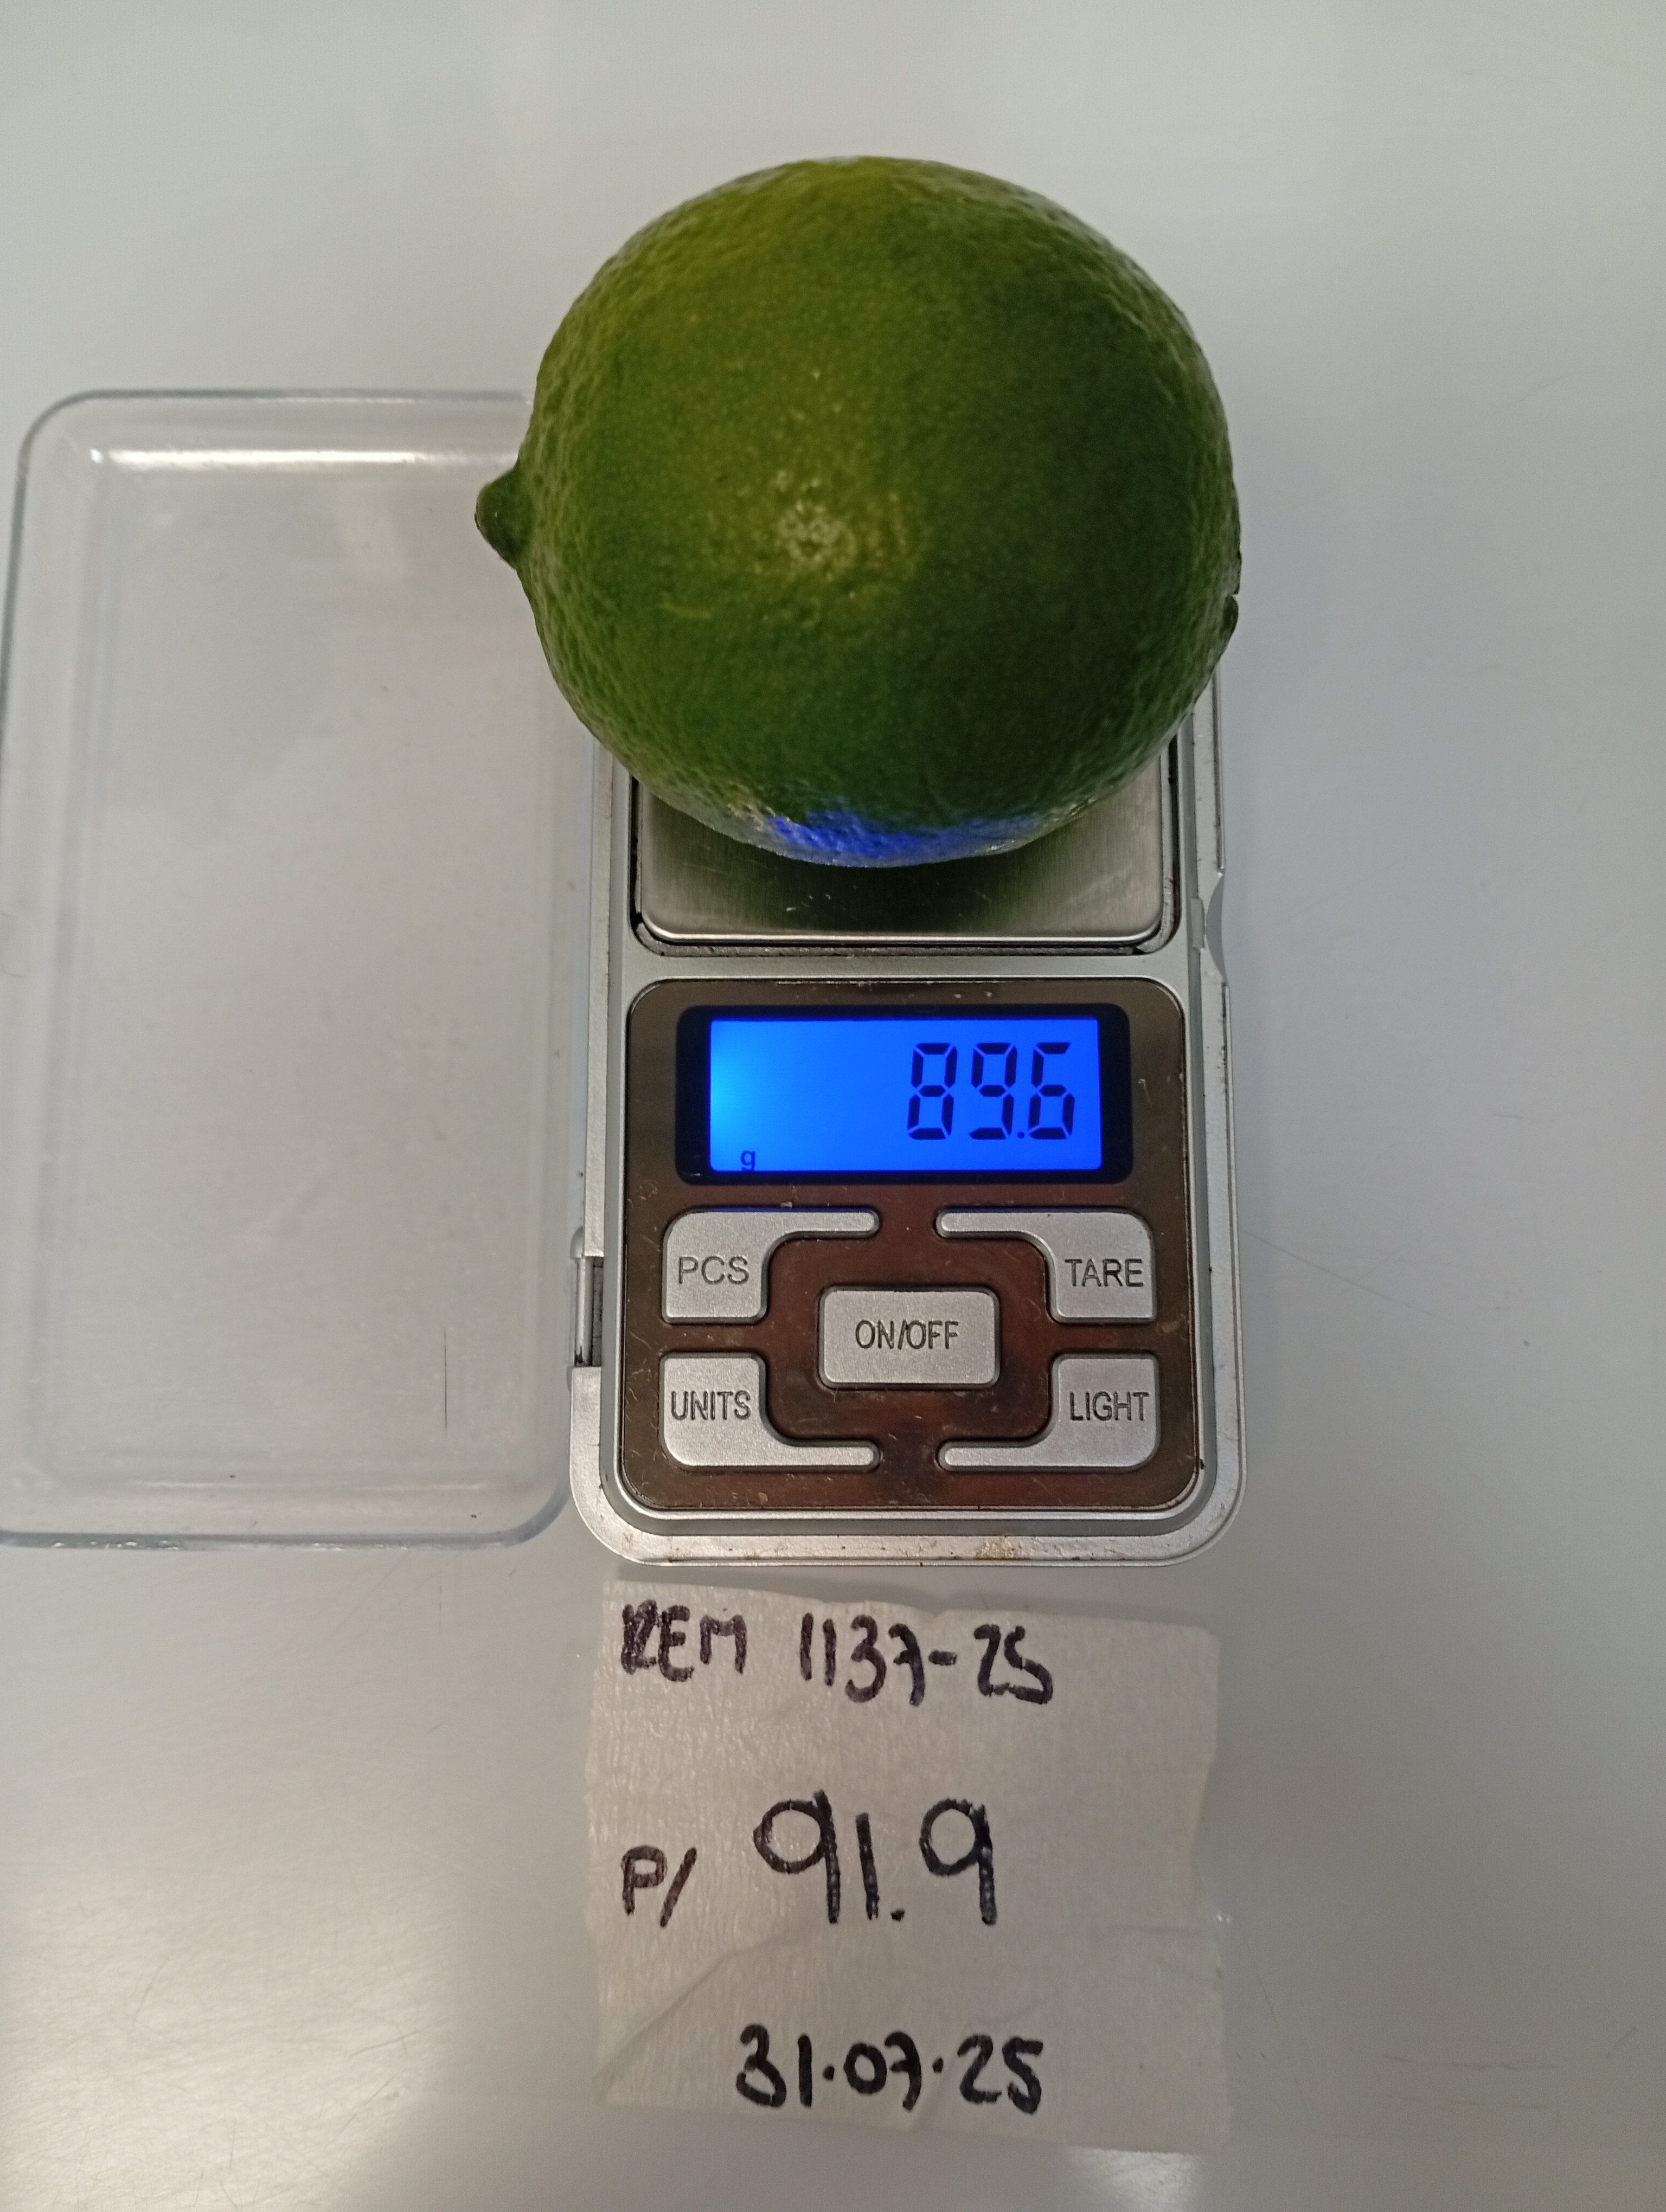 89.6
g
PCS
TARE
ON/OFF
UNITS
LIGHT
REM 1137-25
P/ 91.9
31.07.25